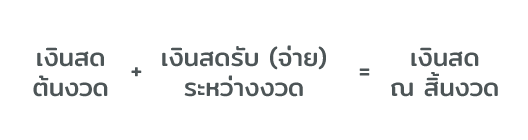 เงินสด + เงินสดรับ (จ่าย) = เงินสด
ต้นงวด ระหว่างงวด ณ สิ้นงวด